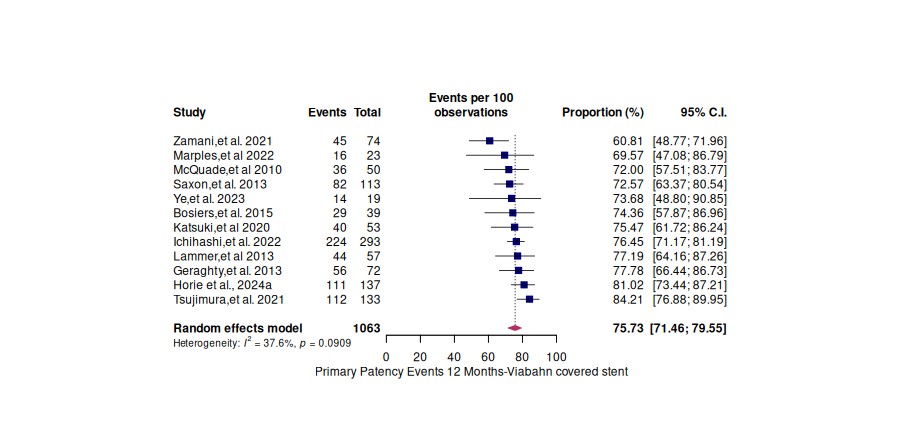 Events per 100
Study Events Total observations Proportion (%) 95% C.I.
Zamani,et al. 2021 45 74 60.81 [48.77; 71.96]
Marples,et al 2022 16 23 69.57 [47.08; 86.79]
McQuade,et al 2010 36 50 72.00 [57.51; 83.77]
Saxon,et al. 2013 82 113 72.57 [63.37; 80.54]
Ye,et al. 2023 14 19 73.68 [48.80; 90.85]
Bosiers,et al. 2015 29 39 74.36 [57.87; 86.96]
Katsuki,et al 2020 40 53 75.47 [61.72; 86.24]
Ichihashi,et al. 2022 224 293 76.45 [71.17; 81.19]
Lammer,et al 2013 44 57 77.19 [64.16; 87.26]
Geraghty,et al. 2013 56 72 77.78 [66.44; 86.73]
Horie et al., 2024a 111 137 81.02 [73.44; 87.21]
Tsujimura,et al. 2021 112 133 84.21 [76.88; 89.95]
Random effects model 1063 75.73 [71.46; 79.55]
Heterogeneity: I² = 37.6%, p = 0.0909
0 20 40 60 80 100
Primary Patency Events 12 Months-Viabahn covered stent